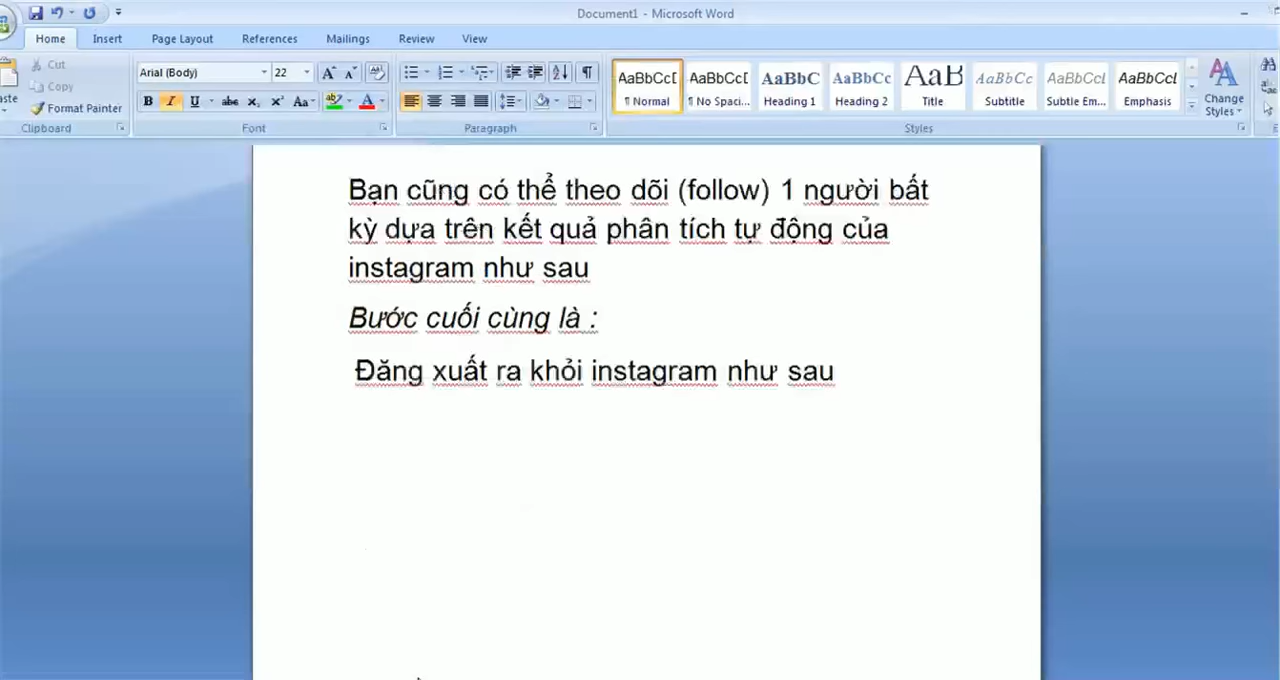 Document1 - Microsoft Word
Home Insert Page Layout References Mailings Review View
Cut
Copy
Format Painter
Clipboard
Arial (Body) 22
Font
Paragraph
AaBbCcD AaBbCcD AaBbC AaBbCc AaB AaBbCc AaBbCcI AaBbCcI
¶ Normal ¶ No Spaci... Heading 1 Heading 2 Title Subtitle Subtle Em... Emphasis
Change
Styles
Styles
Bạn cũng có thể theo dõi (follow) 1 người bất
kỳ dựa trên kết quả phân tích tự động của
instagram như sau
Bước cuối cùng là :
Đăng xuất ra khỏi instagram như sau